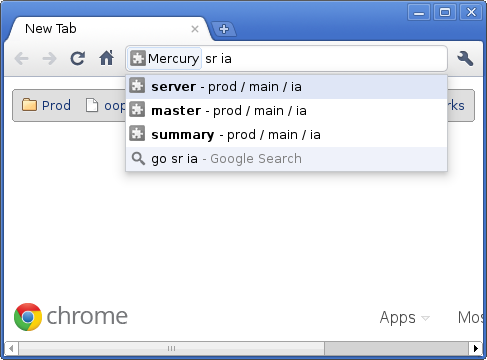 New Tab
Mercury sr ia
server - prod / main / ia
master - prod / main / ia
summary - prod / main / ia
go sr ia - Google Search
Prod oop rks
chrome Apps Mos